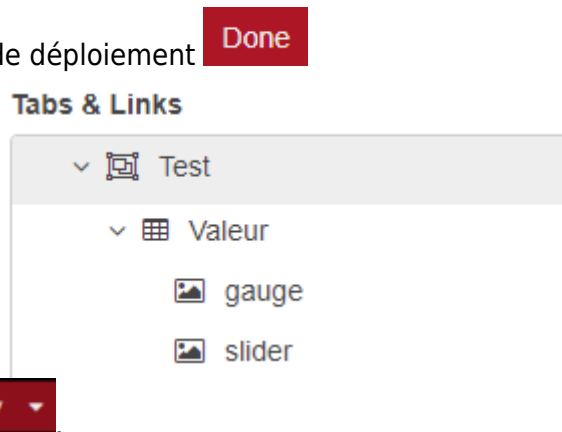 le déploiement Done
Tabs & Links
Test
Valeur
gauge
slider